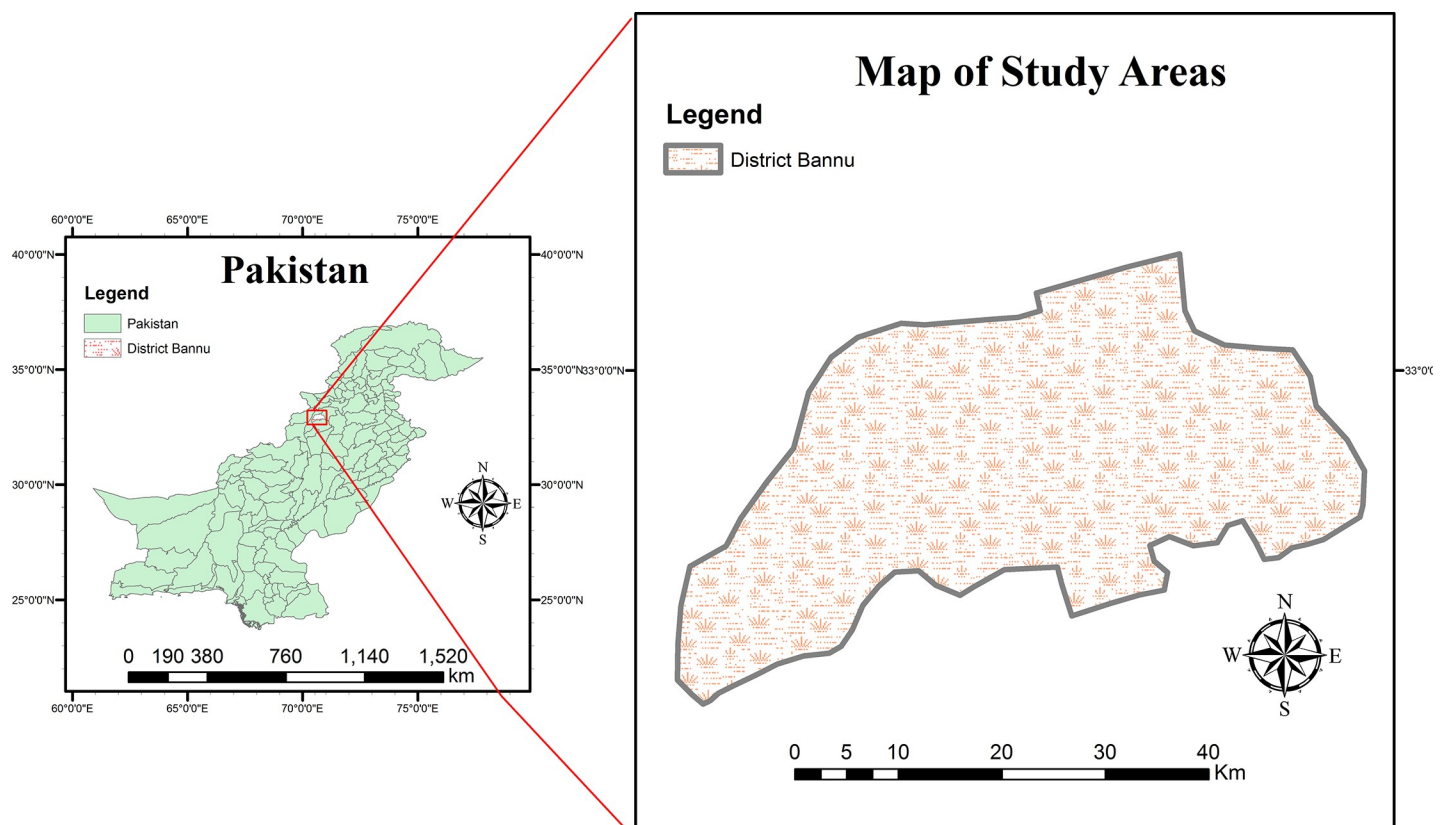 Map of Study Areas
Legend
District Bannu
60°0'0"E 65°0'0"E 70°0'0"E 75°0'0"E
40°0'0"N 40°0'0"N
Pakistan
Legend
Pakistan
District Bannu
35°0'0"N 35°0'0"N
33°0'0"N 33°0'0
30°0'0"N 30°0'0"N
N
W E
S
25°0'0"N 25°0'0"N
0 190 380 760 1,140 1,520
km
60°0'0"E 65°0'0"E 70°0'0"E 75°0'0"E
N
W E
S
0 5 10 20 30 40
Km